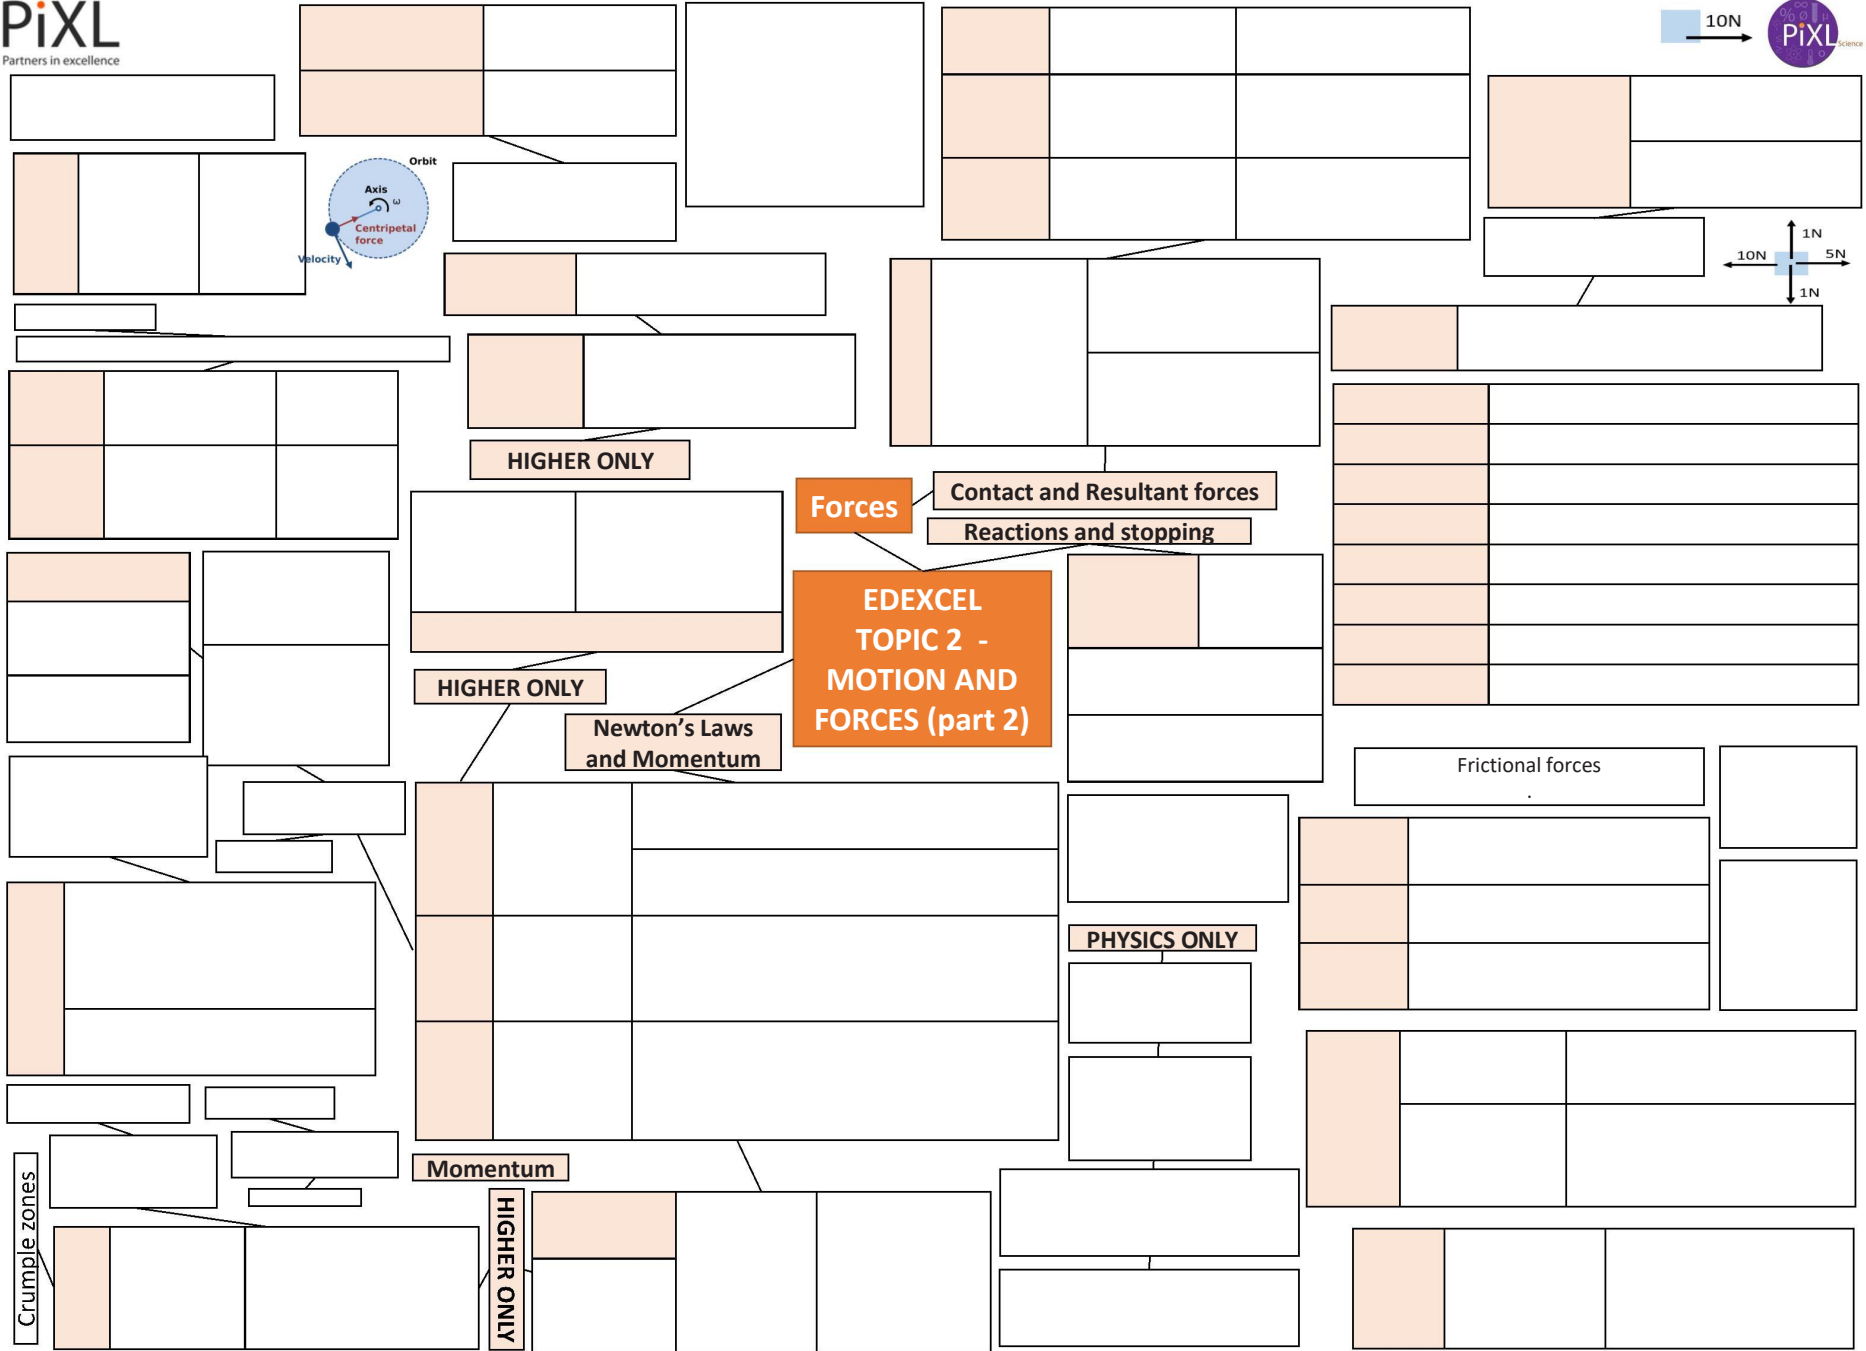 PiXL
Partners in excellence
10N
PiXL
Science
Orbit
Axis
ω
Centripetal
force
Velocity
1N
10N
5N
1N
HIGHER ONLY
Forces
Contact and Resultant forces
Reactions and stopping
EDEXCEL
TOPIC 2 -
MOTION AND
FORCES (part 2)
HIGHER ONLY
Newton's Laws
and Momentum
Frictional forces
.
PHYSICS ONLY
Momentum
HIGHER ONLY
Crumple zones